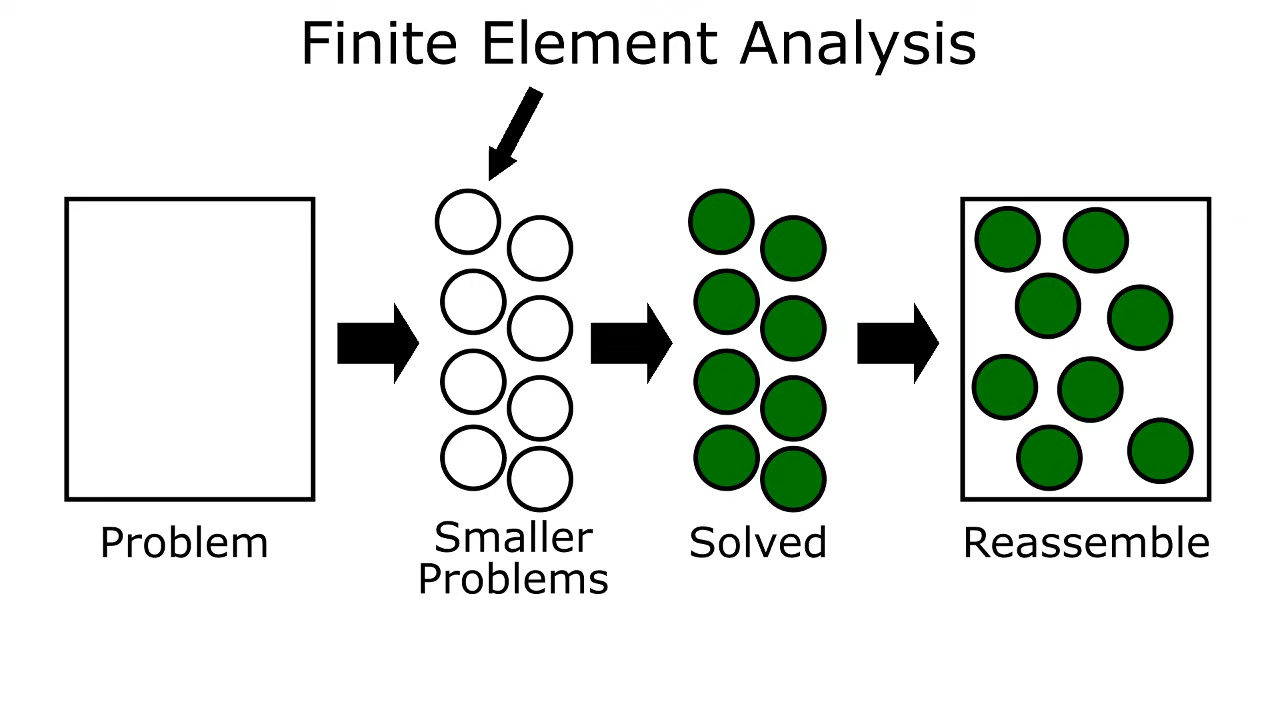 Finite Element Analysis
Problem
Smaller
Problems
Solved
Reassemble